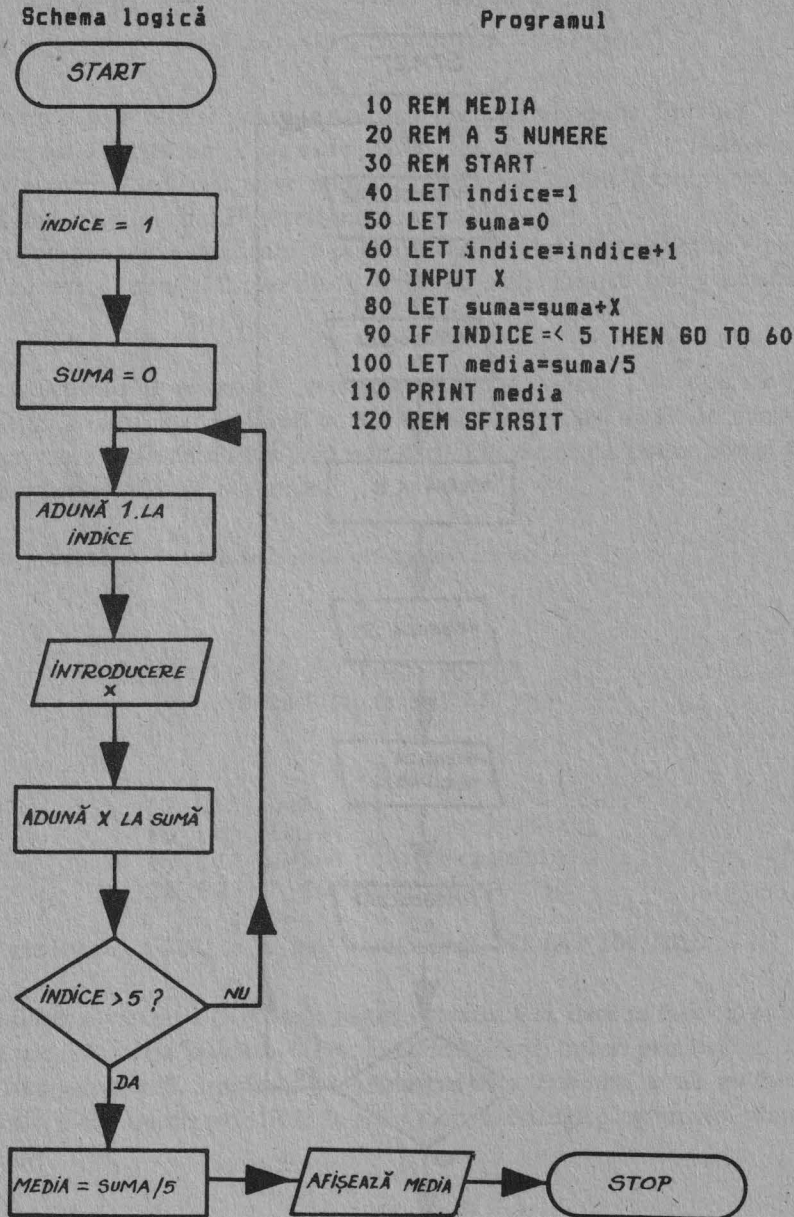 Schema logică
START
INDICE = 1
SUMA = 0
ADUNĂ 1.LA
INDICE
INTRODUCERE
X
ADUNĂ X LA SUMĂ
INDICE > 5 ?
NU
DA
MEDIA = SUMA/5
AFIȘEAZĂ MEDIA
STOP
Programul
10 REM MEDIA
20 REM A 5 NUMERE
30 REM START
40 LET indice=1
50 LET suma=0
60 LET indice=indice+1
70 INPUT X
80 LET suma=suma+X
90 IF INDICE =< 5 THEN GO TO 60
100 LET media=suma/5
110 PRINT media
120 REM SFIRSIT